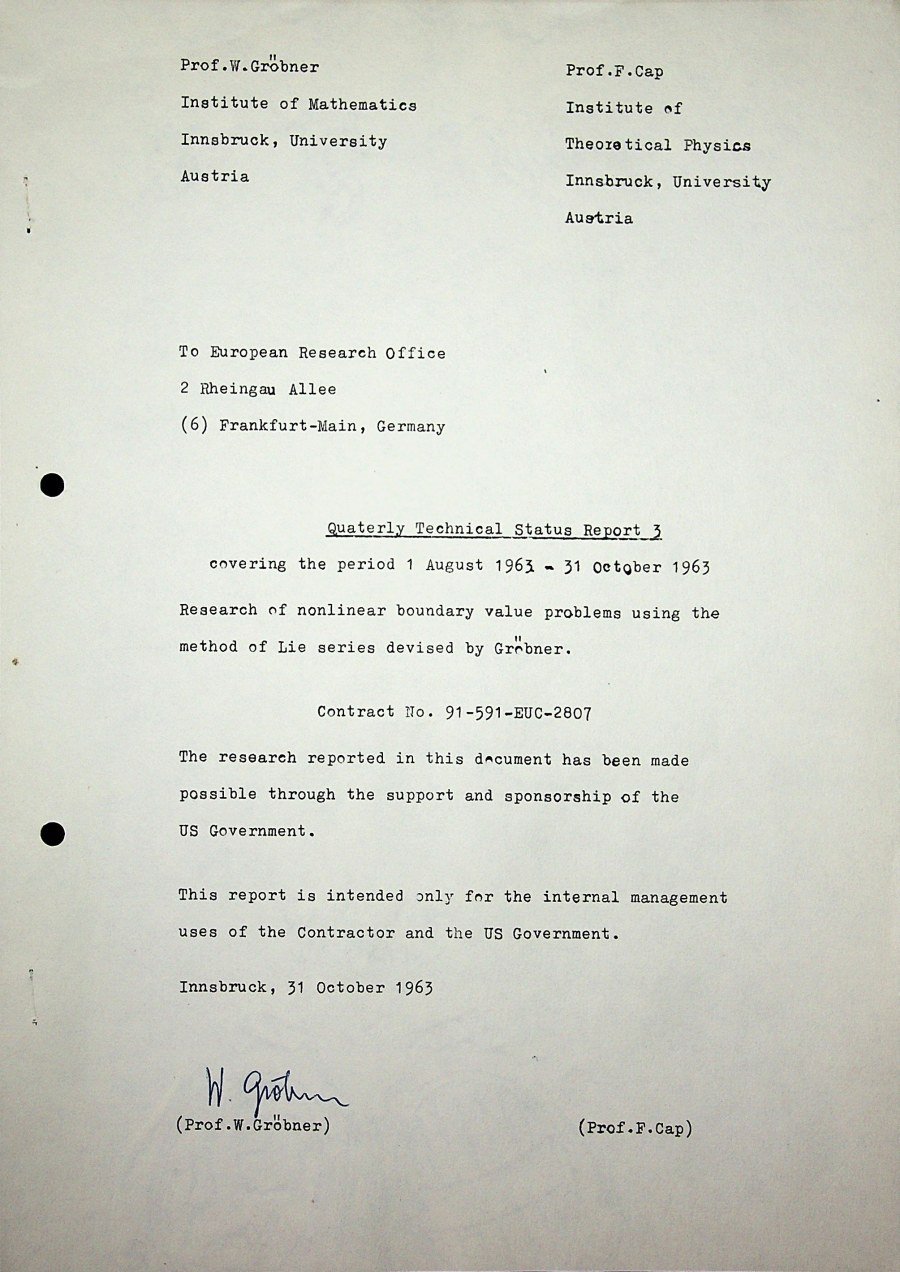 Prof.W.Gröbner
Institute of Mathematics
Innsbruck, University
Austria
Prof.F.Cap
Institute of
Theoretical Physics
Innsbruck, University
Austria
To European Research Office
2 Rheingau Allee
(6) Frankfurt-Main, Germany
Quaterly Technical Status Report 3
covering the period 1 August 1963 - 31 October 1963
Research of nonlinear boundary value problems using the
method of Lie series devised by Gröbner.
Contract No. 91-591-EUC-2807
The research reported in this document has been made
possible through the support and sponsorship of the
US Government.
This report is intended only for the internal management
uses of the Contractor and the US Government.
Innsbruck, 31 October 1963
W. Gröbner
(Prof.W.Gröbner)
(Prof.F.Cap)